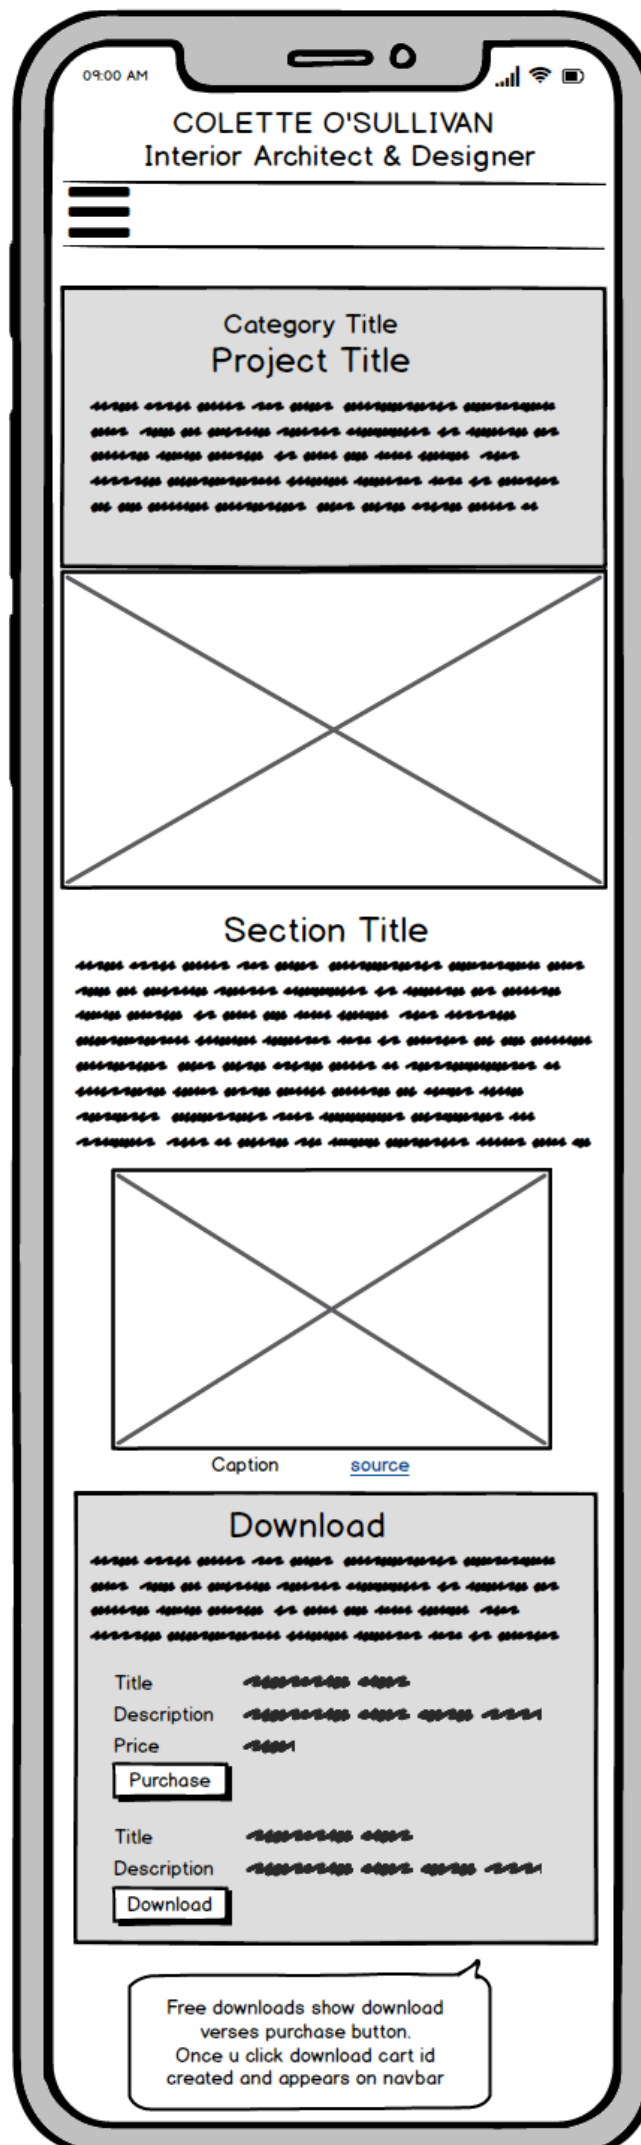 09:00 AM
COLETTE O'SULLIVAN
Interior Architect & Designer
Category Title
Project Title
Section Title
Caption source
Download
Title
Description
Price
Purchase
Title
Description
Download
Free downloads show download
verses purchase button.
Once u click download cart id
created and appears on navbar